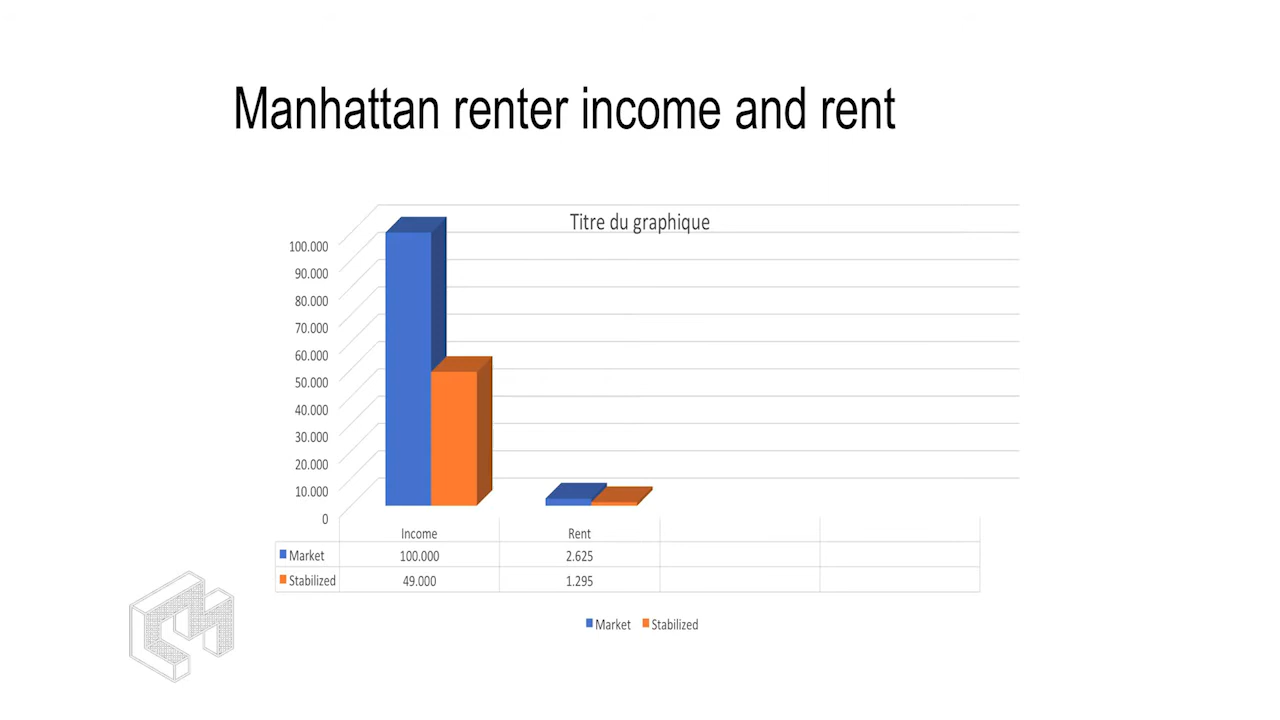 Manhattan renter income and rent
Titre du graphique
100.000
90.000
80.000
70.000
60.000
50.000
40.000
30.000
20.000
10.000
0
Income Rent
Market 100.000 2.625
Stabilized 49.000 1.295
Market Stabilized